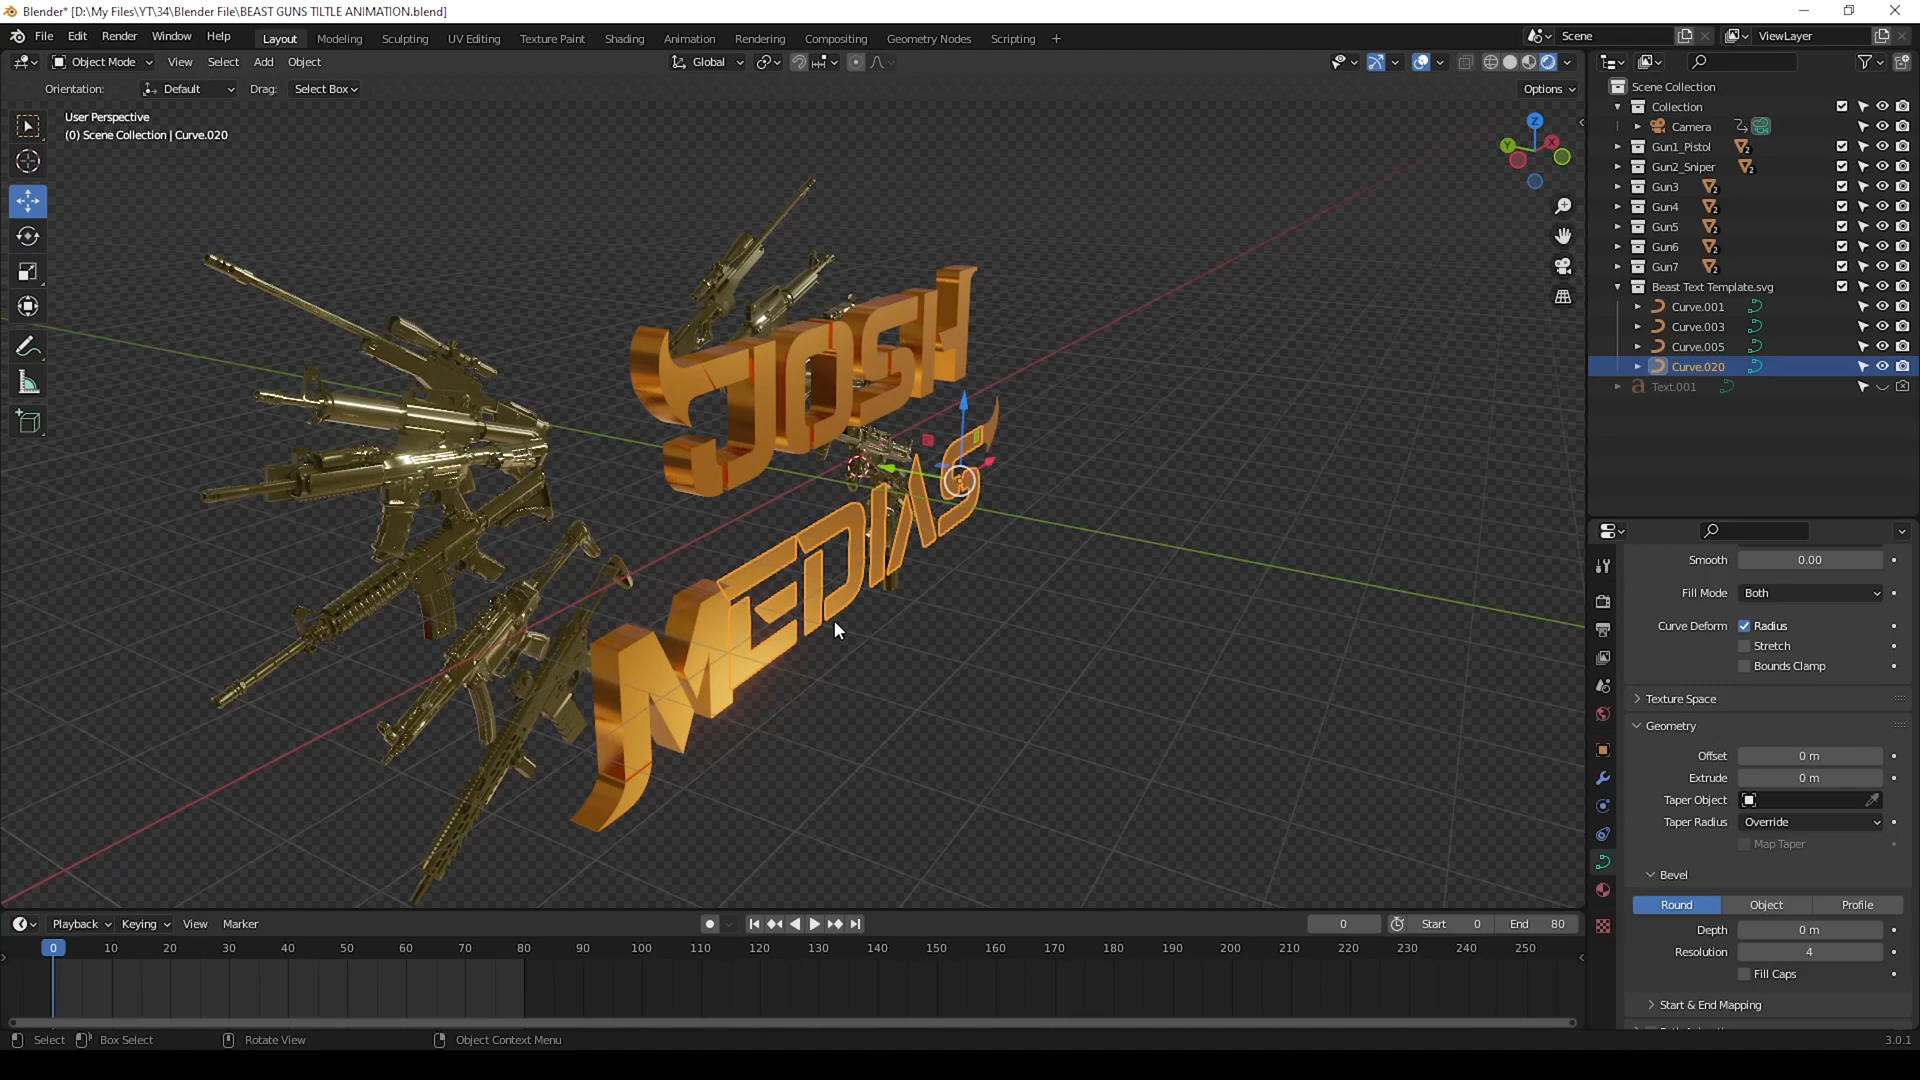 Blender* [D:\My Files\YT\34\Blender File\BEAST GUNS TILTLE ANIMATION.blend]
File Edit Render Window Help
Layout Modeling Sculpting UV Editing Texture Paint Shading Animation Rendering Compositing Geometry Nodes Scripting +
Scene
ViewLayer
Object Mode View Select Add Object
Global
Orientation: Default Drag: Select Box
Options
User Perspective
(0) Scene Collection | Curve.020
Z
Y
X
JOSH
MEDIAS
Scene Collection
Collection
Camera
Gun1_Pistol 2
Gun2_Sniper 2
Gun3 2
Gun4 2
Gun5 2
Gun6 2
Gun7 2
Beast Text Template.svg
Curve.001
Curve.003
Curve.005
Curve.020
Text.001
Smooth 0.00
Fill Mode Both
Curve Deform Radius
Stretch
Bounds Clamp
Texture Space
Geometry
Offset 0 m
Extrude 0 m
Taper Object
Taper Radius Override
Map Taper
Bevel
Round Object Profile
Depth 0 m
Resolution 4
Fill Caps
Start & End Mapping
Playback Keying View Marker
0
Start 0
End 80
0 10 20 30 40 50 60 70 80 90 100 110 120 130 140 150 160 170 180 190 200 210 220 230 240 250
Select Box Select Rotate View Object Context Menu
3.0.1